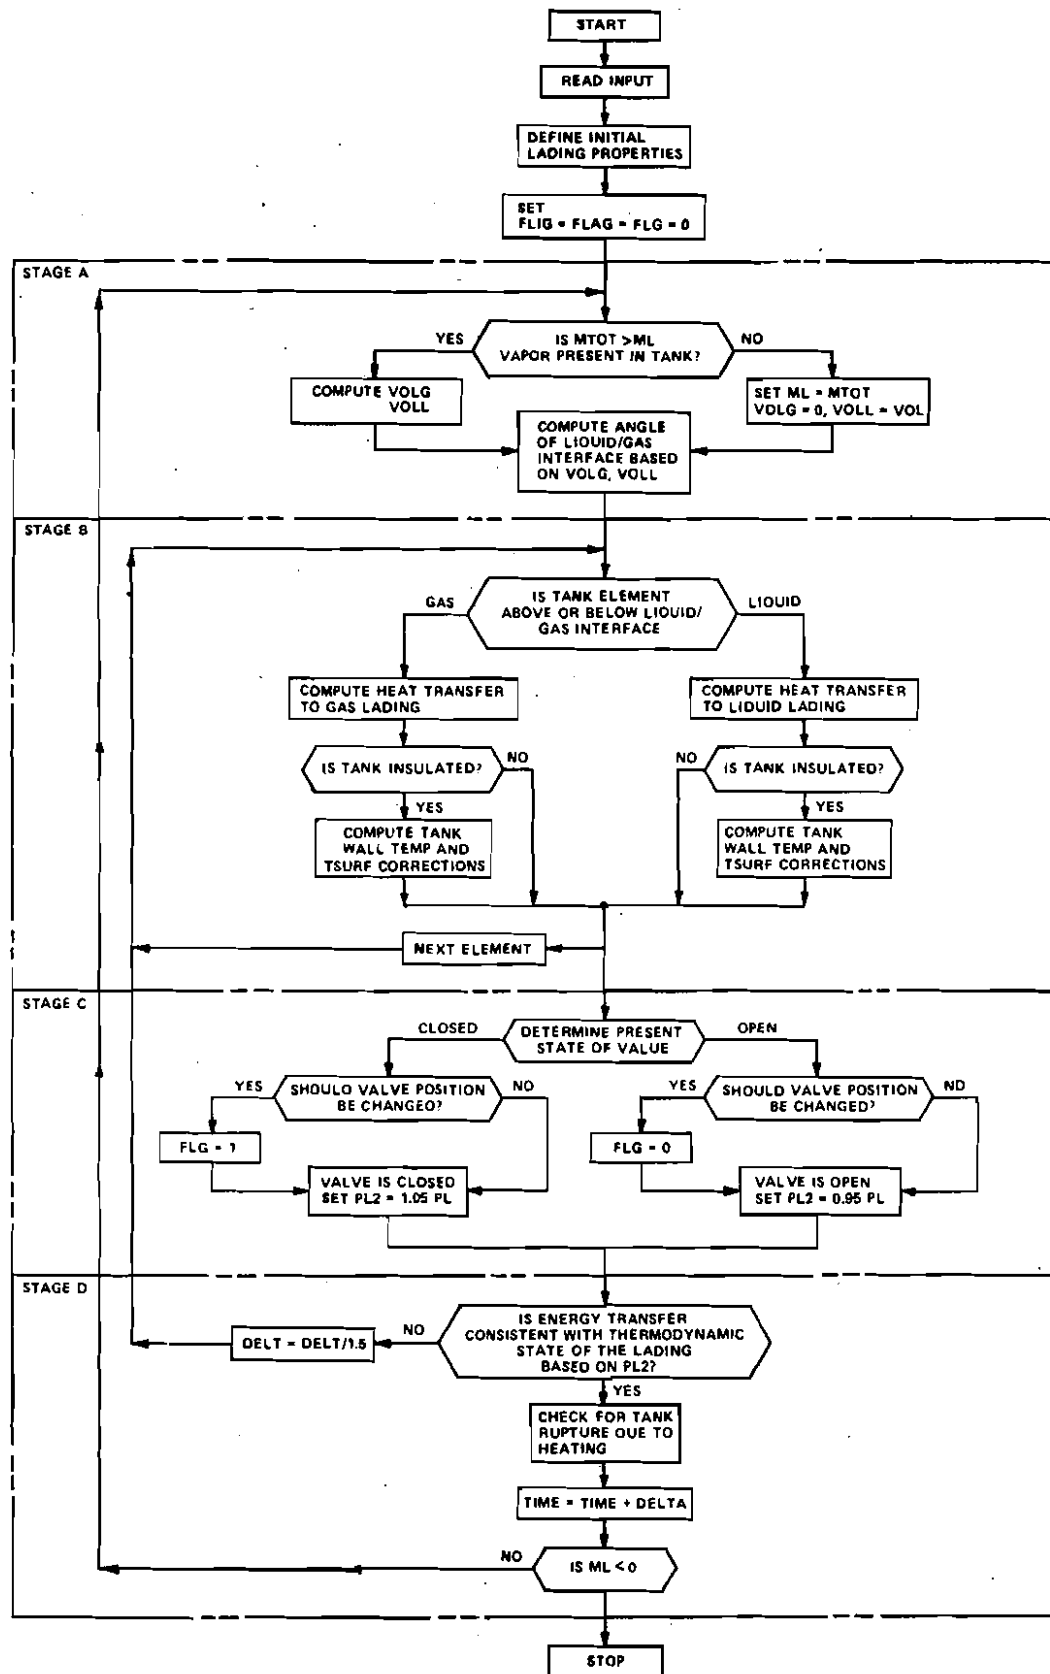 START
READ INPUT
DEFINE INITIAL
LADING PROPERTIES
SET
FLIG = FLAG = FLG = 0
STAGE A
IS MTOT >ML
VAPOR PRESENT IN TANK?
YES
NO
COMPUTE VOLG
VOLL
SET ML = MTOT
VOLG = 0, VOLL = VOL
COMPUTE ANGLE
OF LIQUID/GAS
INTERFACE BASED
ON VOLG, VOLL
STAGE B
IS TANK ELEMENT
ABOVE OR BELOW LIQUID/
GAS INTERFACE
GAS
LIQUID
COMPUTE HEAT TRANSFER
TO GAS LADING
COMPUTE HEAT TRANSFER
TO LIQUID LADING
IS TANK INSULATED?
NO
NO
IS TANK INSULATED?
YES
YES
COMPUTE TANK
WALL TEMP AND
TSURF CORRECTIONS
COMPUTE TANK
WALL TEMP AND
TSURF CORRECTIONS
NEXT ELEMENT
STAGE C
CLOSED
DETERMINE PRESENT
STATE OF VALUE
OPEN
YES
SHOULD VALVE POSITION
BE CHANGED?
NO
YES
SHOULD VALVE POSITION
BE CHANGED?
NO
FLG = 1
FLG = 0
VALVE IS CLOSED
SET PL2 = 1.05 PL
VALVE IS OPEN
SET PL2 = 0.95 PL
STAGE D
IS ENERGY TRANSFER
CONSISTENT WITH THERMODYNAMIC
STATE OF THE LADING
BASED ON PL2?
NO
DELT = DELT/1.5
YES
CHECK FOR TANK
RUPTURE DUE TO
HEATING
TIME = TIME + DELTA
NO
IS ML < 0
STOP